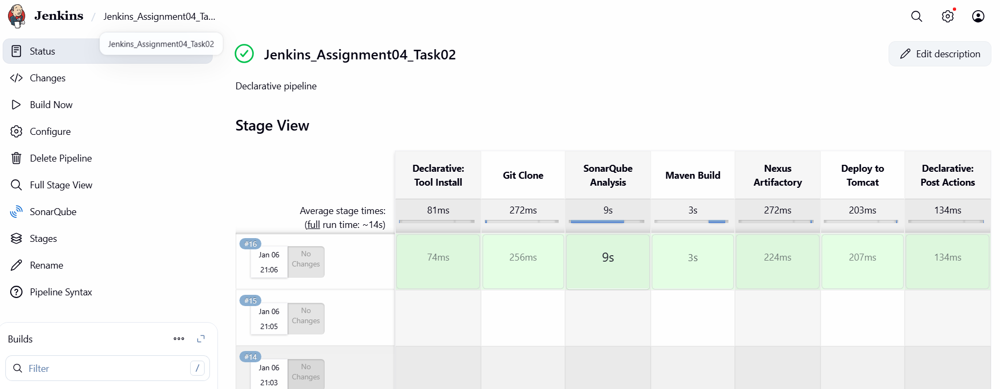 Jenkins / Jenkins_Assignment04_Ta...
Jenkins_Assignment04_Task02
Status
Changes
Build Now
Configure
Delete Pipeline
Full Stage View
SonarQube
Stages
Rename
Pipeline Syntax
Builds
Filter /
Jenkins_Assignment04_Task02
Edit description
Declarative pipeline
Stage View
Declarative: Tool Install
Git Clone
SonarQube Analysis
Maven Build
Nexus Artifactory
Deploy to Tomcat
Declarative: Post Actions
Average stage times:
(full run time: ~14s)
81ms 272ms 9s 3s 272ms 203ms 134ms
#16
Jan 06
21:06
No Changes
74ms 256ms 9s 3s 224ms 207ms 134ms
#15
Jan 06
21:05
No Changes
#14
Jan 06
21:03
No Changes